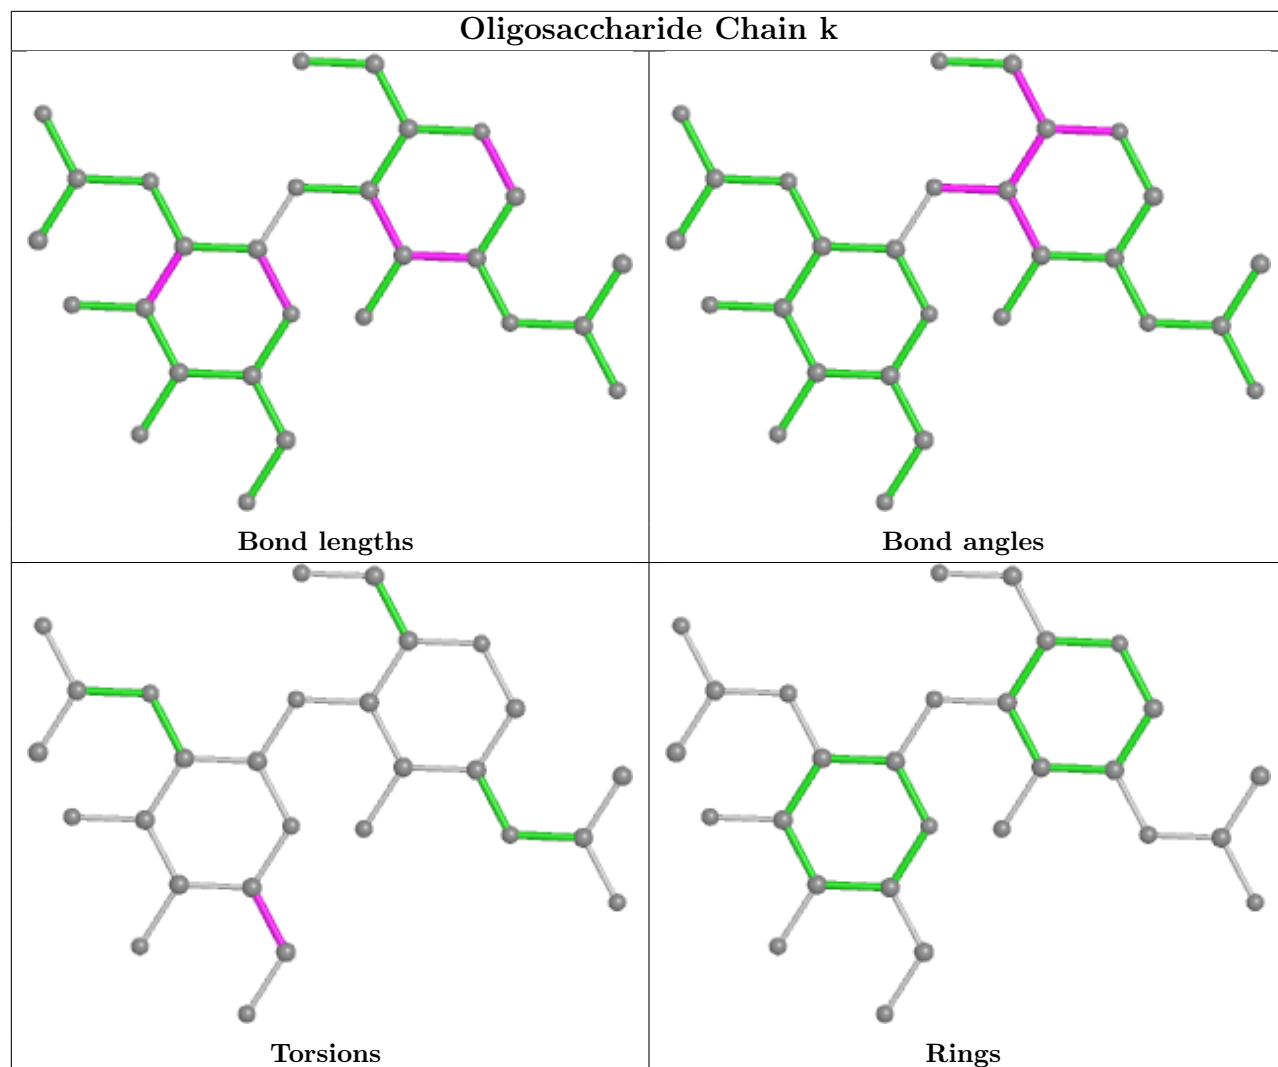 Oligosaccharide Chain k
Bond lengths
Bond angles
Torsions
Rings